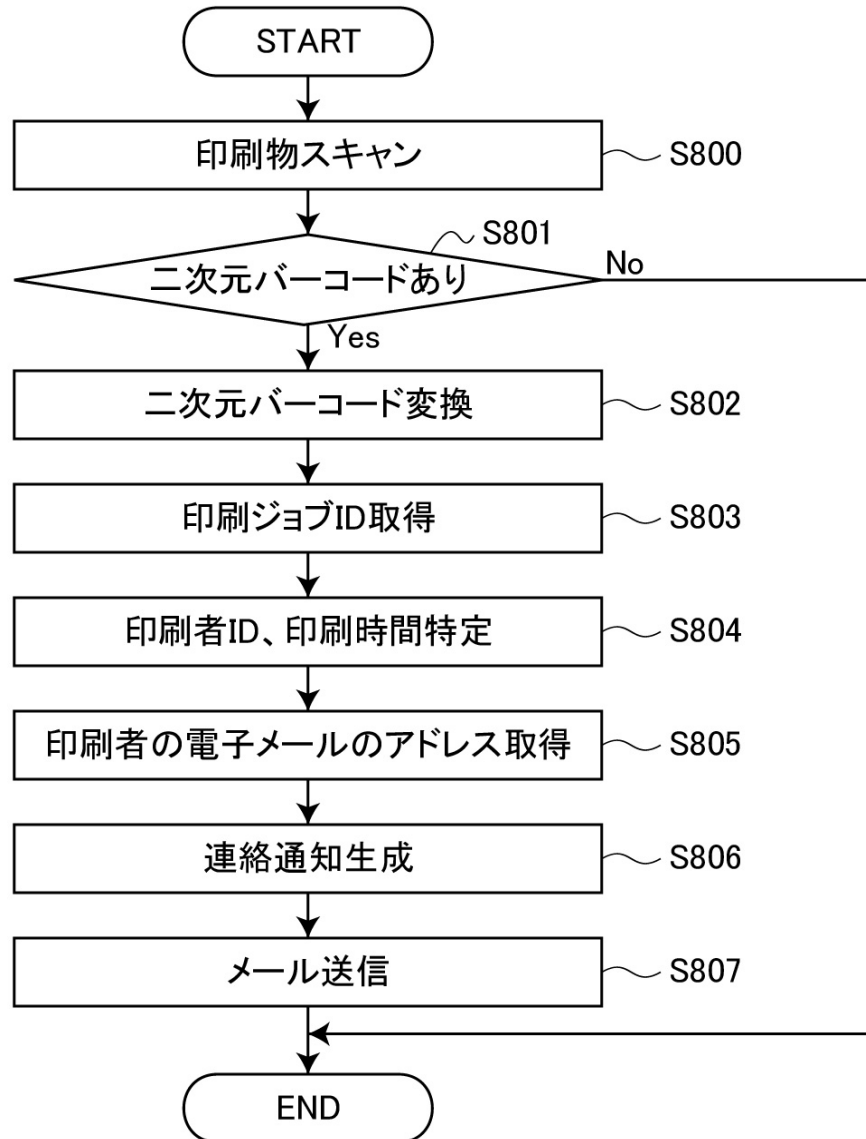 START
印刷物スキャン
S800
二次元バーコードあり
S801
No
Yes
二次元バーコード変換
S802
印刷ジョブID取得
S803
印刷者ID、印刷時間特定
S804
印刷者の電子メールのアドレス取得
S805
連絡通知生成
S806
メール送信
S807
END